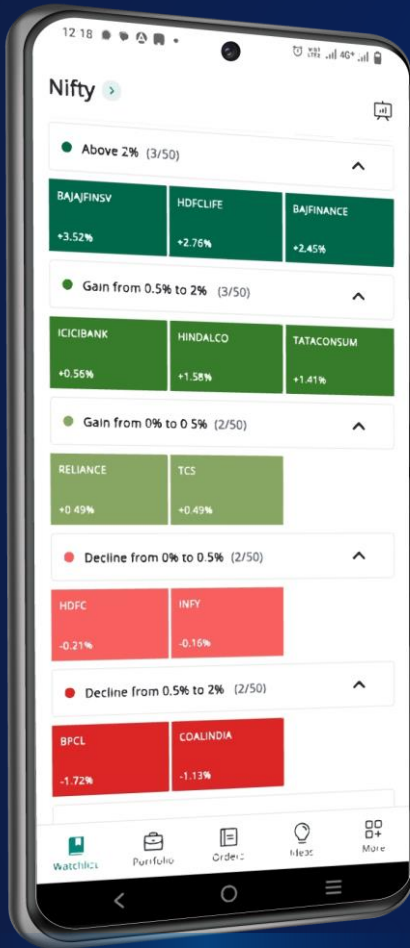 12 18
4G+
Nifty
Above 2% (3/50)
BAJAJFINSV HDFCLIFE BAJFINANCE
+3.52% +2.76% +2.45%
Gain from 0.5% to 2% (3/50)
ICICIBANK HINDALCO TATACONSUM
+0.56% +1.58% +1.41%
Gain from 0% to 0 5% (2/50)
RELIANCE TCS
+0 49% +0.49%
Decline from 0% to 0.5% (2/50)
HDFC INFY
-0.21% -0.16%
Decline from 0.5% to 2% (2/50)
BPCL COALINDIA
-1.72% -1.13%
Watchlist Portfolio Orders Ideas More